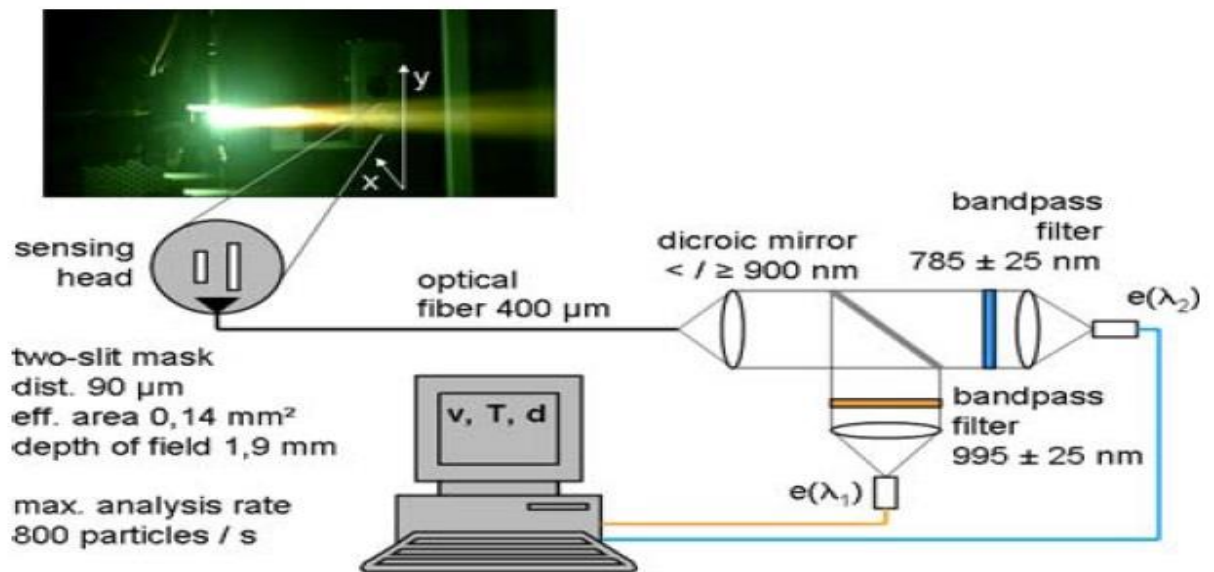 y
x
sensing
head
optical
fiber 400 µm
dicroic mirror
< / ≥ 900 nm
bandpass
filter
785 ± 25 nm
e(λ₂)
two-slit mask
dist. 90 µm
eff. area 0,14 mm²
depth of field 1,9 mm
max. analysis rate
800 particles / s
v, T, d
bandpass
filter
995 ± 25 nm
e(λ₁)